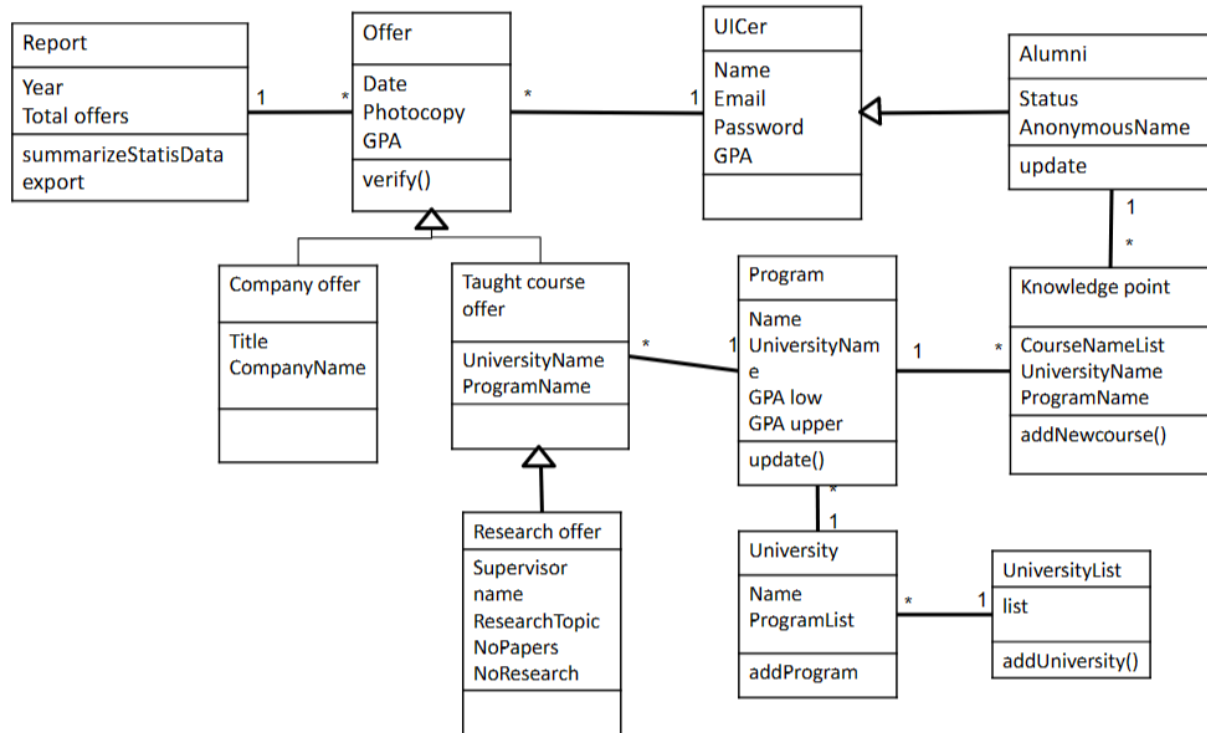 Report
Year
Total offers
summarizeStatisData
export
1
*
Offer
Date
Photocopy
GPA
verify()
*
1
UICer
Name
Email
Password
GPA
Alumni
Status
AnonymousName
update
1
*
Company offer
Title
CompanyName
Taught course
offer
UniversityName
ProgramName
*
1
Program
Name
UniversityNam
e
GPA low
GPA upper
update()
1
*
Knowledge point
CourseNameList
UniversityName
ProgramName
addNewcourse()
*
1
Research offer
Supervisor
name
ResearchTopic
NoPapers
NoResearch
University
Name
ProgramList
addProgram
*
1
UniversityList
list
addUniversity()